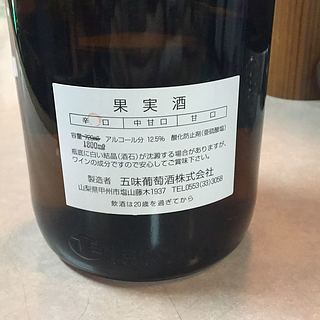 果実酒
辛口 中甘口 甘口
容量 720ml アルコール分 12.5% 酸化防止剤(亜硫酸塩)
1800ml
瓶底に白い結晶(酒石)が沈澱する場合がありますが、
ワインの成分ですので安心してご賞味下さい。
製造者 五味葡萄酒株式会社
山梨県甲州市塩山藤木1937 TEL0553(33)3058
飲酒は20歳を過ぎてから